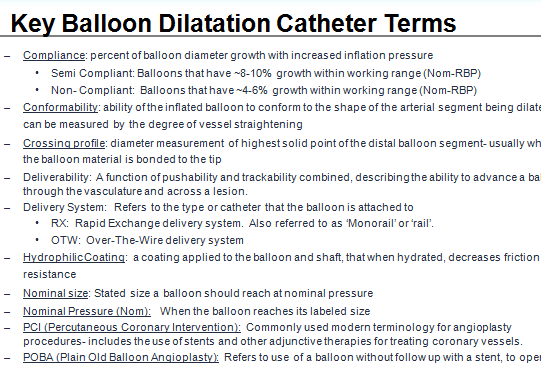 Key Balloon Dilatation Catheter Terms
– Compliance: percent of balloon diameter growth with increased inflation pressure
• Semi Compliant: Balloons that have ~8-10% growth within working range (Nom-RBP)
• Non- Compliant: Balloons that have ~4-6% growth within working range (Nom-RBP)
– Conformability: ability of the inflated balloon to conform to the shape of the arterial segment being
can be measured by the degree of vessel straightening
– Crossing profile: diameter measurement of highest solid point of the distal balloon segment- usually
the balloon material is bonded to the tip
– Deliverability: A function of pushability and trackability combined, describing the ability to advance a
through the vasculature and across a lesion.
– Delivery System: Refers to the type or catheter that the balloon is attached to
• RX: Rapid Exchange delivery system. Also referred to as ‘Monorail’ or ‘rail’.
• OTW: Over-The-Wire delivery system
– Hydrophilic Coating: a coating applied to the balloon and shaft, that when hydrated, decreases friction
resistance
– Nominal size: Stated size a balloon should reach at nominal pressure
– Nominal Pressure (Nom): When the balloon reaches its labeled size
– PCI (Percutaneous Coronary Intervention): Commonly used modern terminology for angioplasty
procedures- includes the use of stents and other adjunctive therapies for treating coronary vessels.
– POBA (Plain Old Balloon Angioplasty): Refers to use of a balloon without follow up with a stent, to